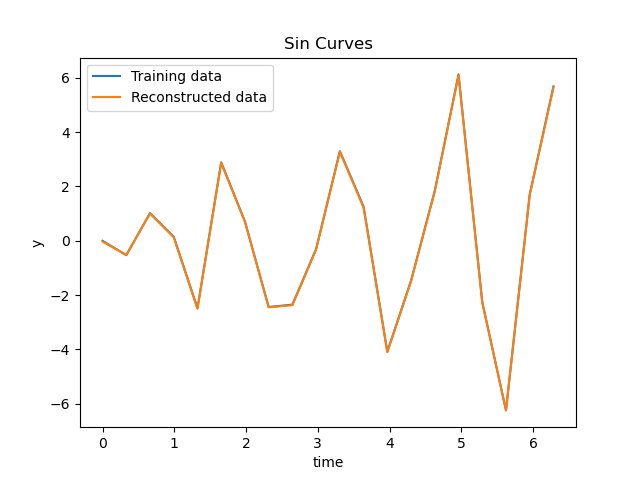 Sin Curves
Training data
Reconstructed data
6
4
2
0
−2
−4
−6
y
0 1 2 3 4 5 6
time